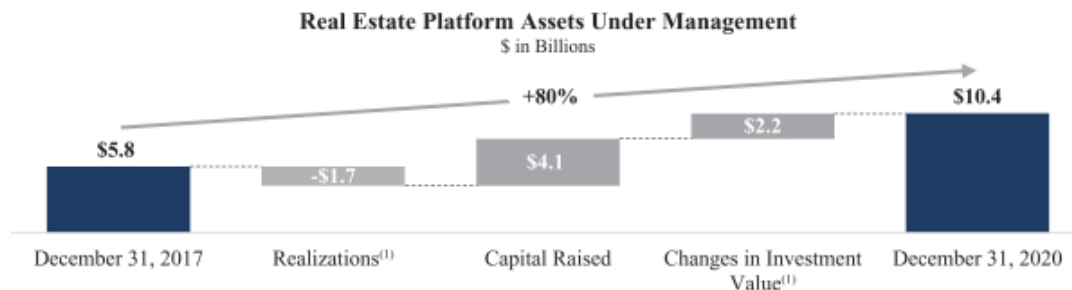 Real Estate Platform Assets Under Management
$ in Billions
+80%
$10.4
$5.8
-$1.7
$4.1
$2.2
December 31, 2017
Realizations(1)
Capital Raised
Changes in Investment
Value(1)
December 31, 2020